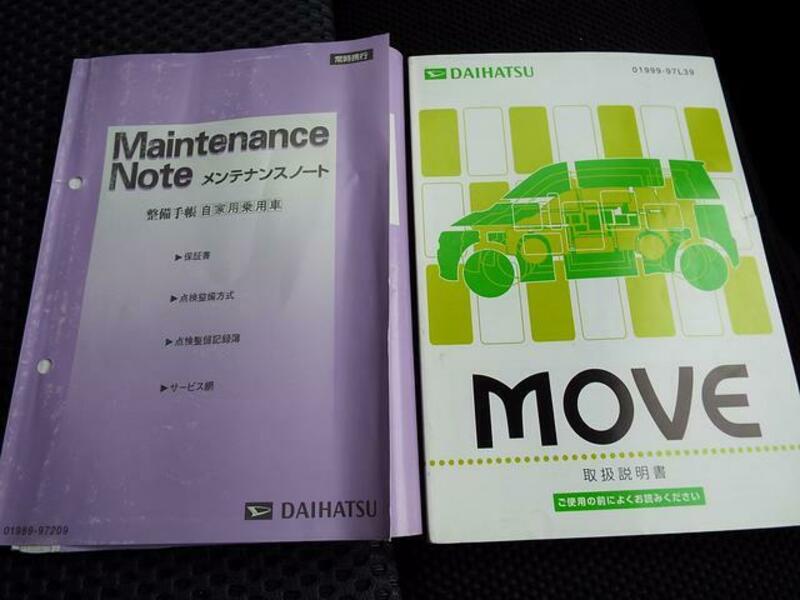 常時携行
Maintenance
Note メンテナンスノート
整備手帳 自家用乗用車
▶保証書
▶点検整備方式
▶点検整備記録簿
▶サービス網
DAIHATSU
01989-97209
DAIHATSU
01999-97L39
MOVE
取扱説明書
ご使用の前によくお読みください